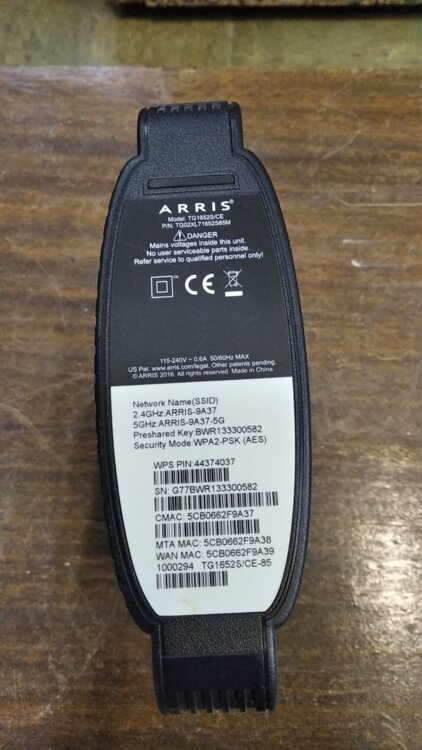 ARRIS®
Model: TG1652S/CE
P/N: TG02XL71652S85M
DANGER
Mains voltages inside this unit.
No user serviceable parts inside.
Refer service to qualified personnel only!
CE
115-240V ~ 0.6A 50/60Hz MAX
US Pat. www.arris.com/legal, Other patents pending.
© ARRIS 2016. All rights reserved. Made in China.
Network Name(SSID)
2.4GHz:ARRIS-9A37
5GHz:ARRIS-9A37-5G
Preshared Key:BWR133300582
Security Mode:WPA2-PSK (AES)
WPS PIN:44374037
SN: G77BWR133300582
CMAC: 5CB0662F9A37
MTA MAC: 5CB0662F9A38
WAN MAC: 5CB0662F9A39
1000294 TG1652S/CE-85